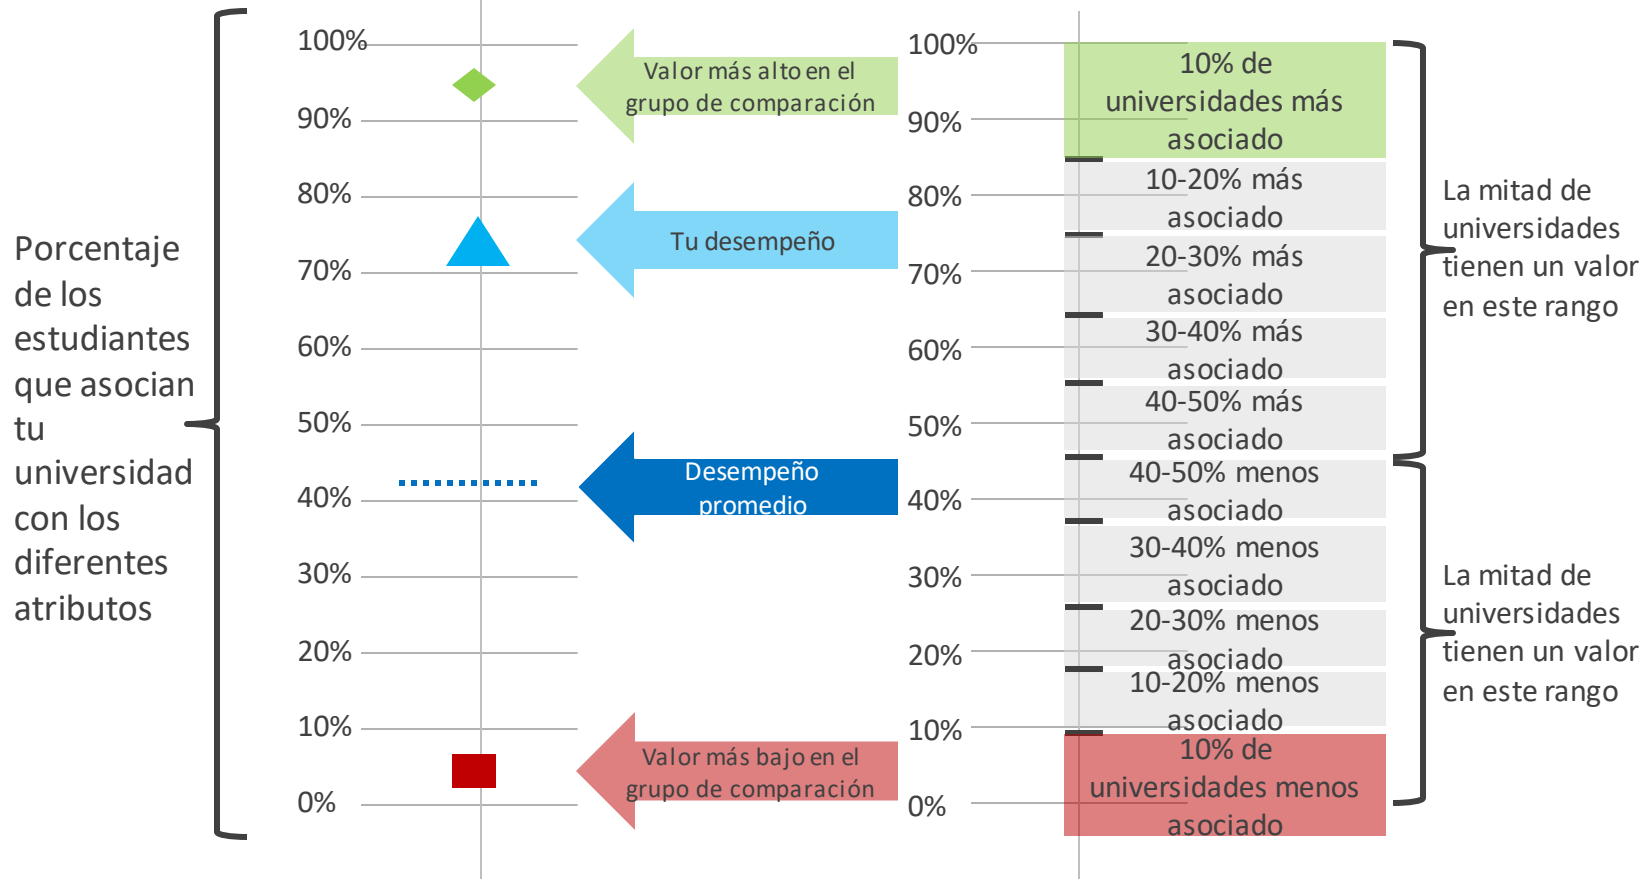 Porcentaje
de los
estudiantes
que asocian
tu
universidad
con los
diferentes
atributos
100%
90%
80%
70%
60%
50%
40%
30%
20%
10%
0%
Valor más alto en el
grupo de comparación
Tu desempeño
Desempeño
promedio
Valor más bajo en el
grupo de comparación
100%
90%
80%
70%
60%
50%
40%
30%
20%
10%
0%
10% de
universidades más
asociado
10-20% más
asociado
20-30% más
asociado
30-40% más
asociado
40-50% más
asociado
40-50% menos
asociado
30-40% menos
asociado
20-30% menos
asociado
10-20% menos
asociado
10% de
universidades menos
asociado
La mitad de
universidades
tienen un valor
en este rango
La mitad de
universidades
tienen un valor
en este rango